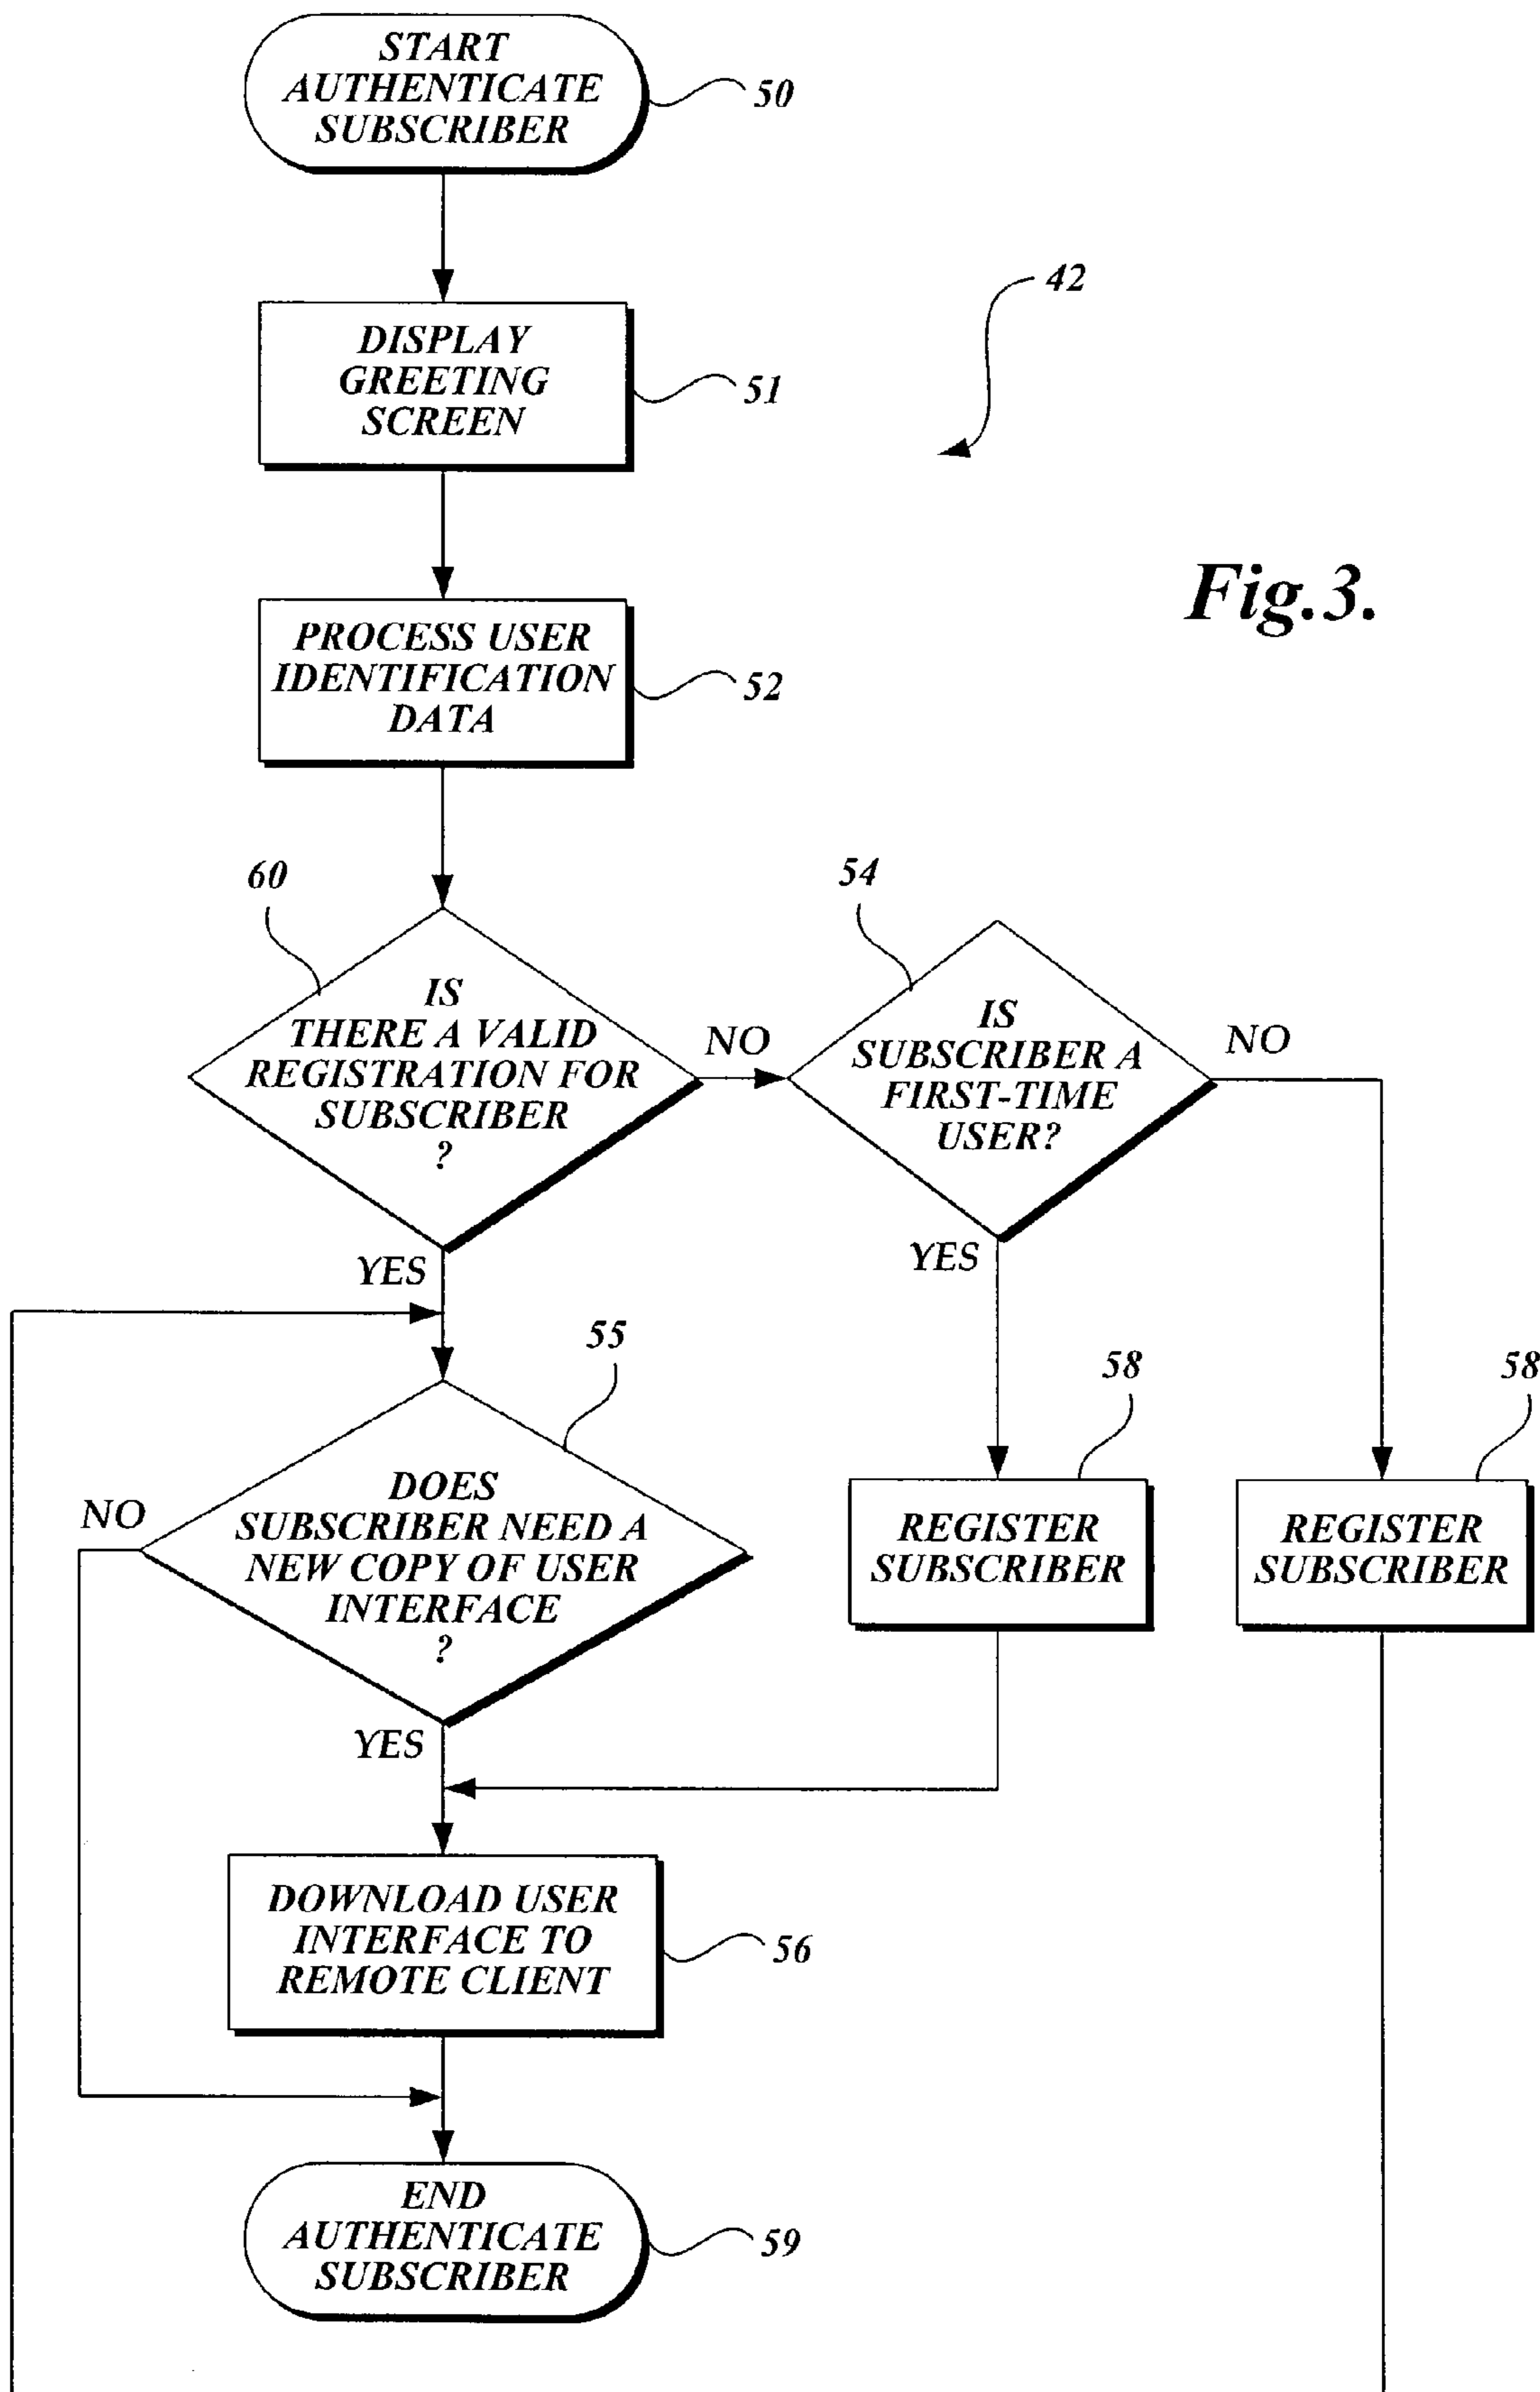 START
AUTHENTICATE
SUBSCRIBER
50
DISPLAY
GREETING
SCREEN
51
42
Fig.3.
PROCESS USER
IDENTIFICATION
DATA
52
60
IS
THERE A VALID
REGISTRATION FOR
SUBSCRIBER
?
NO
54
IS
SUBSCRIBER A
FIRST-TIME
USER?
NO
YES
YES
55
DOES
SUBSCRIBER NEED A
NEW COPY OF USER
INTERFACE
?
NO
YES
58
REGISTER
SUBSCRIBER
58
REGISTER
SUBSCRIBER
DOWNLOAD USER
INTERFACE TO
REMOTE CLIENT
56
END
AUTHENTICATE
SUBSCRIBER
59